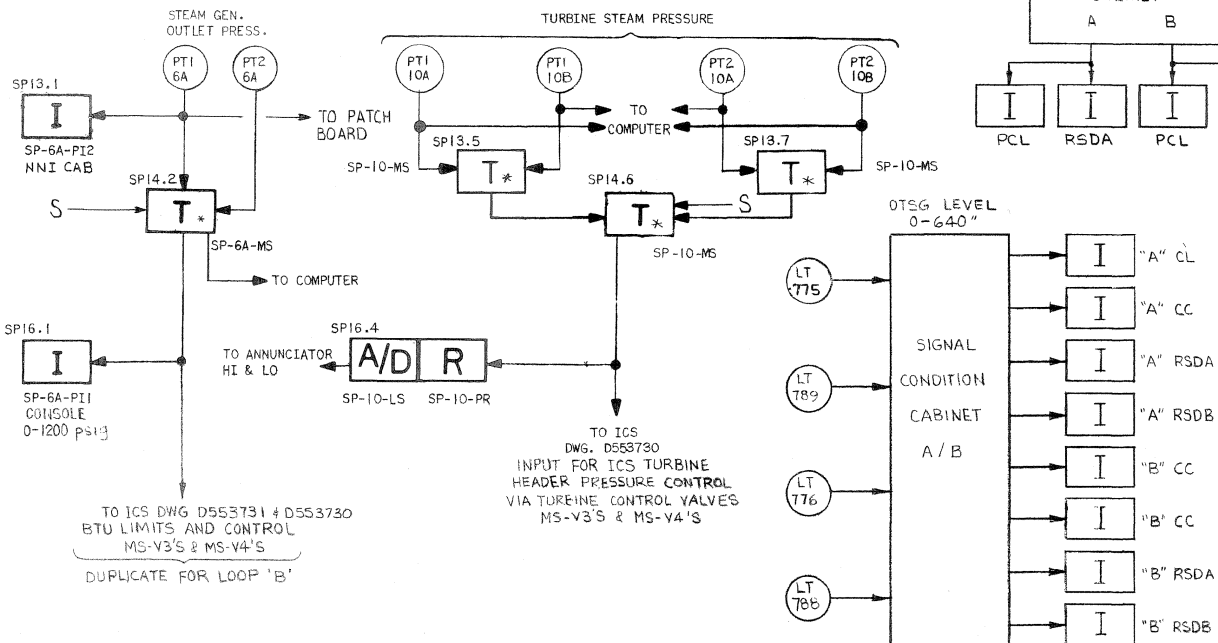 STEAM GEN.
OUTLET PRESS.
PT1
6A
PT2
6A
SP13.1
I
SP-6A-PI2
NNI CAB
TO PATCH
BOARD
SP14.2
S
T*
SP-6A-MS
TO COMPUTER
SP16.1
I
SP-6A-PI1
CONSOLE
0-1200 psig
TO ICS DWG D553731 & D553730
BTU LIMITS AND CONTROL
MS-V3'S & MS-V4'S
DUPLICATE FOR LOOP 'B'
TURBINE STEAM PRESSURE
PT1
10A
PT1
10B
PT2
10A
PT2
10B
TO
COMPUTER
SP13.5
SP-10-MS
T*
SP13.7
T*
SP-10-MS
SP14.6
T*
S
SP-10-MS
SP16.4
TO ANNUNCIATOR
HI & LO
A/D
R
SP-10-LS
SP-10-PR
TO ICS
DWG. D553730
INPUT FOR ICS TURBINE
HEADER PRESSURE CONTROL
VIA TURBINE CONTROL VALVES
MS-V3'S & MS-V4'S
A
B
I
I
I
PCL
RSDA
PCL
OTSG LEVEL
0-640"
LT
775
LT
789
LT
776
LT
788
SIGNAL
CONDITION
CABINET
A/B
I "A" CL
I "A" CC
I "A" RSDA
I "A" RSDB
I "B" CC
I "B" CC
I "B" RSDA
I "B" RSDB